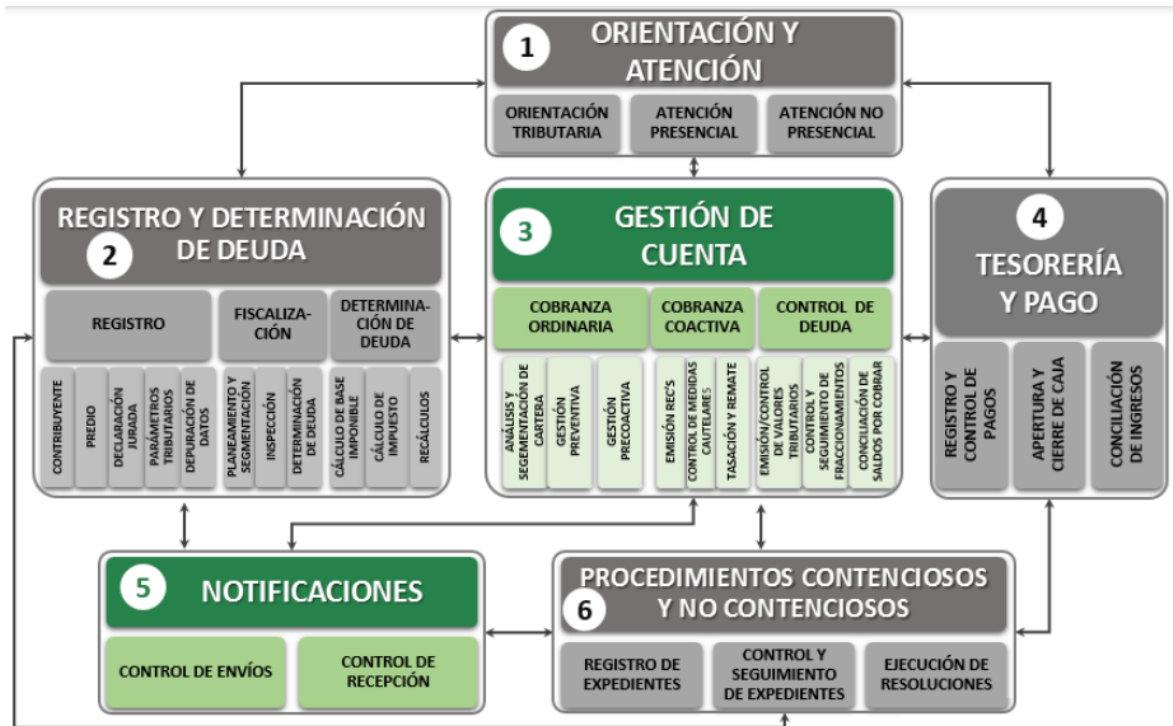 1
ORIENTACIÓN Y
ATENCIÓN
ORIENTACIÓN
TRIBUTARIA
ATENCIÓN
PRESENCIAL
ATENCIÓN NO
PRESENCIAL
REGISTRO Y DETERMINACIÓN
DE DEUDA
2
REGISTRO
FISCALIZA-
CIÓN
DETERMINA-
CIÓN DE
DEUDA
CONTRIBUYENTE
PREDIO
DECLARACIÓN
JURADA
PARÁMETROS
TRIBUTARIOS
DEPURACIÓN DE
DATOS
PLANEAMIENTO Y
SEGMENTACIÓN
INSPECCIÓN
DETERMINACIÓN
DE DEUDA
CÁLCULO DE BASE
IMPONIBLE
CÁLCULO DE
IMPUESTO
RECÁLCULOS
3
GESTIÓN DE
CUENTA
COBRANZA
ORDINARIA
COBRANZA
COACTIVA
CONTROL DE
DEUDA
ANÁLISIS Y
SEGEMENTACIÓN DE
CARTERA
GESTIÓN
PREVENTIVA
GESTIÓN
PRECOACTIVA
EMISIÓN REC'S
CONTROL DE MEDIDAS
CAUTELARES
TASACIÓN Y REMATE
EMISIÓN/CONTROL
DE VALORES
TRIBUTARIOS
CONTROL Y
SEGUIMIENTO DE
FRACCIONAMIENTOS
CONCILIACIÓN DE
SALDOS POR COBRAR
4
TESORERÍA
Y PAGO
REGISTRO Y
CONTROL DE
PAGOS
APERTURA Y
CIERRE DE CAJA
CONCILIACIÓN
DE INGRESOS
5
NOTIFICACIONES
CONTROL DE ENVÍOS
CONTROL DE
RECEPCIÓN
PROCEDIMIENTOS CONTENCIOSOS
Y NO CONTENCIOSOS
6
REGISTRO DE
EXPEDIENTES
CONTROL Y
SEGUIMIENTO
DE EXPEDIENTES
EJECUCIÓN DE
RESOLUCIONES